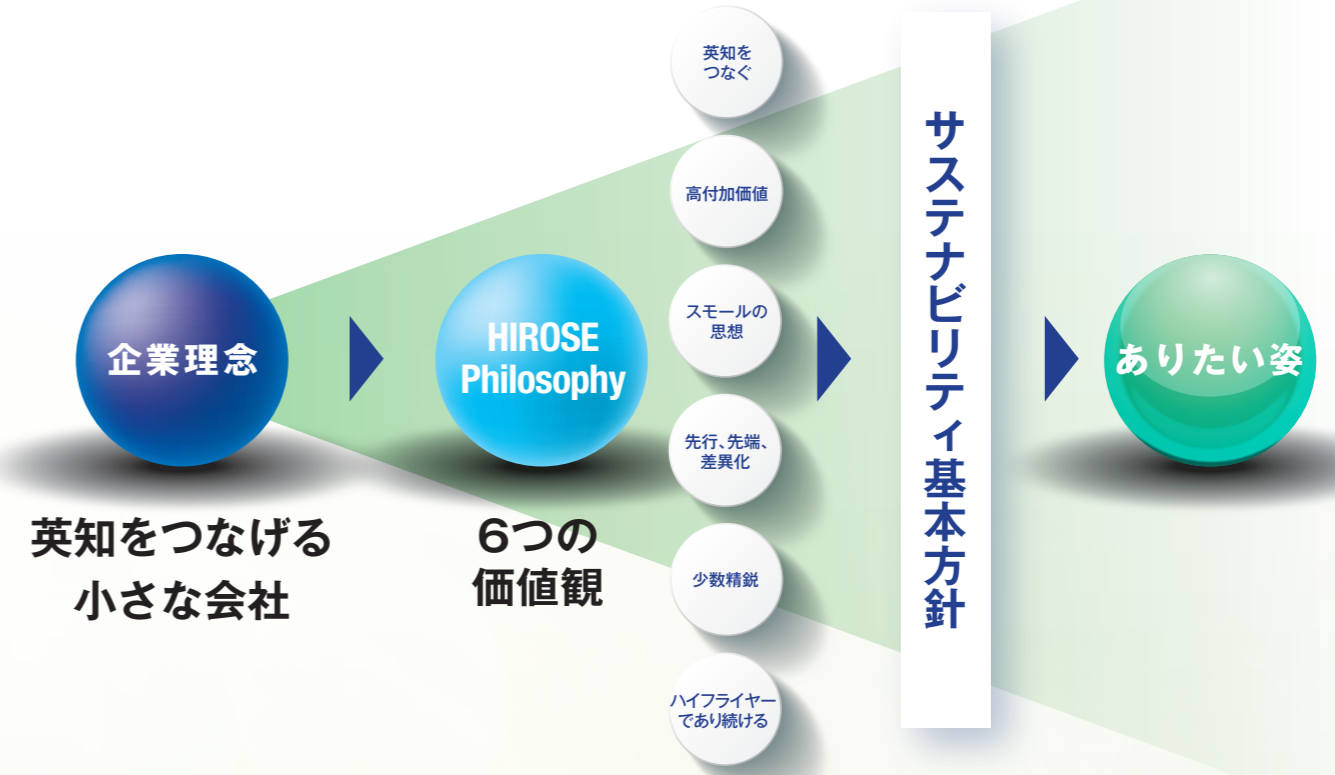 企業理念
英知をつなげる
小さな会社
HIROSE
Philosophy
6つの
価値観
英知を
つなぐ
高付加価値
スモールの
思想
先行、先端、
差異化
少数精鋭
ハイフライヤー
であり続ける
サステナビリティ基本方針
ありたい姿